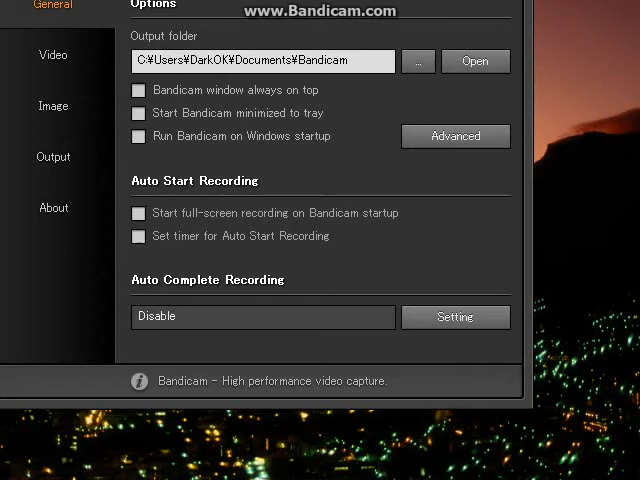 www.Bandicam.com
General
Options
Output folder
Video
C:¥Users¥DarkOK¥Documents¥Bandicam
...
Open
Bandicam window always on top
Image
Start Bandicam minimized to tray
Run Bandicam on Windows startup
Advanced
Output
Auto Start Recording
About
Start full-screen recording on Bandicam startup
Set timer for Auto Start Recording
Auto Complete Recording
Disable
Setting
Bandicam - High performance video capture.